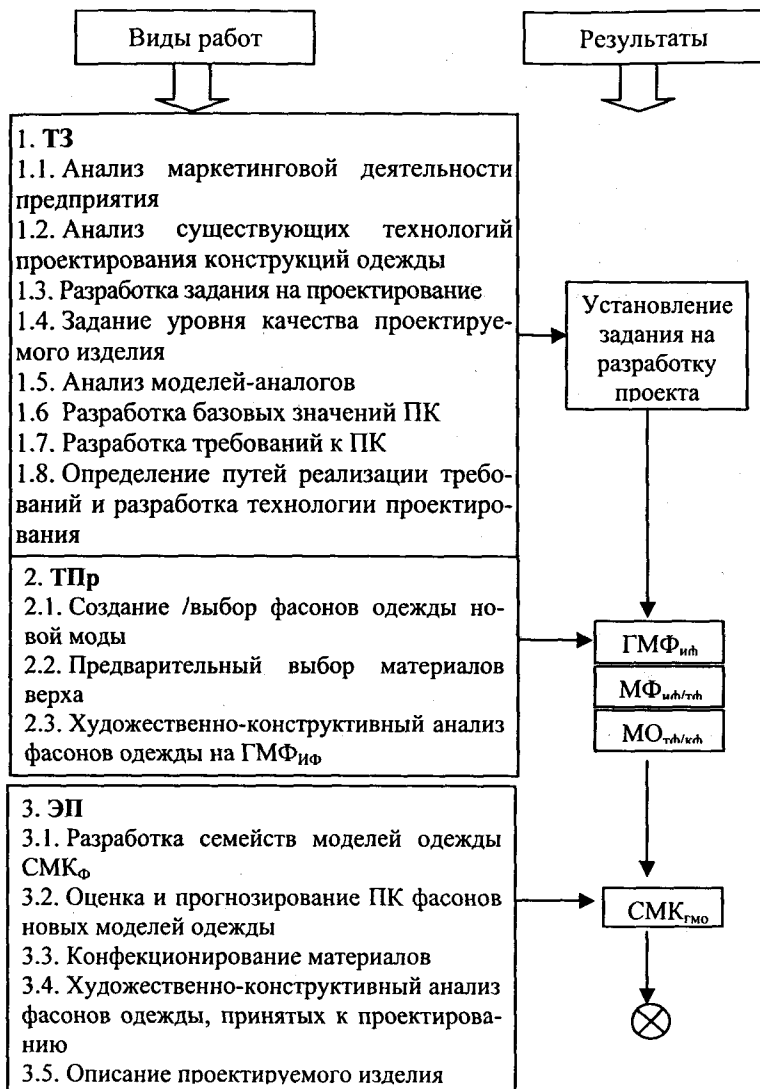 Виды работ
Результаты
1. ТЗ
1.1. Анализ маркетинговой деятельности
предприятия
1.2. Анализ существующих технологий
проектирования конструкций одежды
1.3. Разработка задания на проектирование
1.4. Задание уровня качества проектируе-
мого изделия
1.5. Анализ моделей-аналогов
1.6 Разработка базовых значений ПК
1.7. Разработка требований к ПК
1.8. Определение путей реализации требо-
ваний и разработка технологии проектиро-
вания
Установление
задания на
разработку
проекта
2. ТПр
2.1. Создание /выбор фасонов одежды но-
вой моды
2.2. Предварительный выбор материалов
верха
2.3. Художественно-конструктивный анализ
фасонов одежды на ГМФИФ
ГМФиф
МФиф/тф
МОтф/кф
3. ЭП
3.1. Разработка семейств моделей одежды
СМКФ
3.2. Оценка и прогнозирование ПК фасонов
новых моделей одежды
3.3. Конфекционирование материалов
3.4. Художественно-конструктивный анализ
фасонов одежды, принятых к проектирова-
нию
3.5. Описание проектируемого изделия
СМКгмо